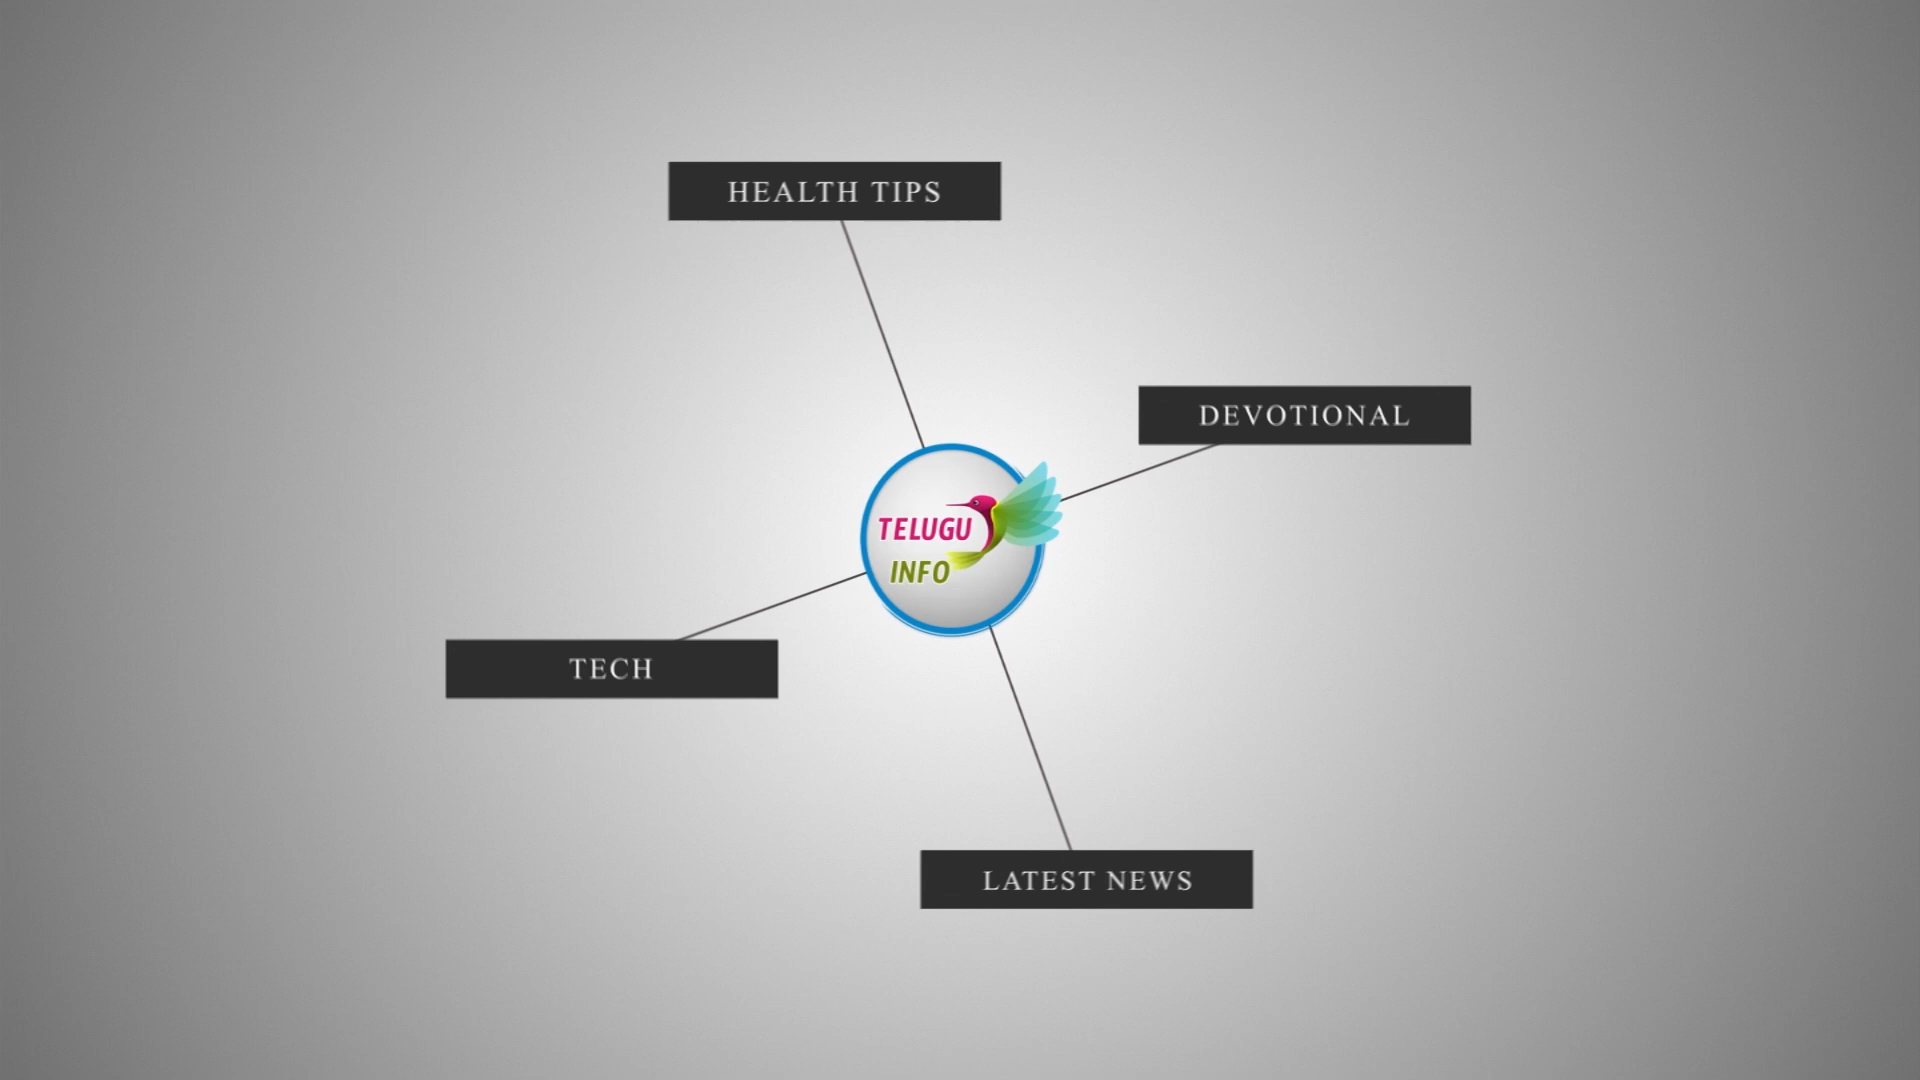 HEALTH TIPS
DEVOTIONAL
TELUGU
INFO
TECH
LATEST NEWS